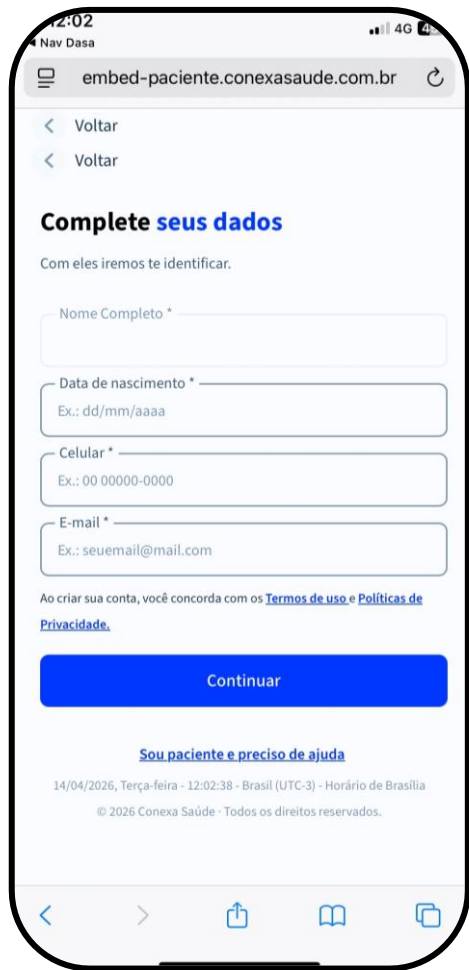 12:02
4G
Nav Dasa
embed-paciente.conexasaude.com.br
Voltar
Voltar
Complete seus dados
Com eles iremos te identificar.
Nome Completo *
Data de nascimento *
Ex.: dd/mm/aaaa
Celular *
Ex.: 00 00000-0000
E-mail *
Ex.: seuemail@mail.com
Ao criar sua conta, você concorda com os Termos de uso e Políticas de
Privacidade.
Continuar
Sou paciente e preciso de ajuda
14/04/2026, Terça-feira - 12:02:38 - Brasil (UTC-3) - Horário de Brasília
© 2026 Conexa Saúde · Todos os direitos reservados.